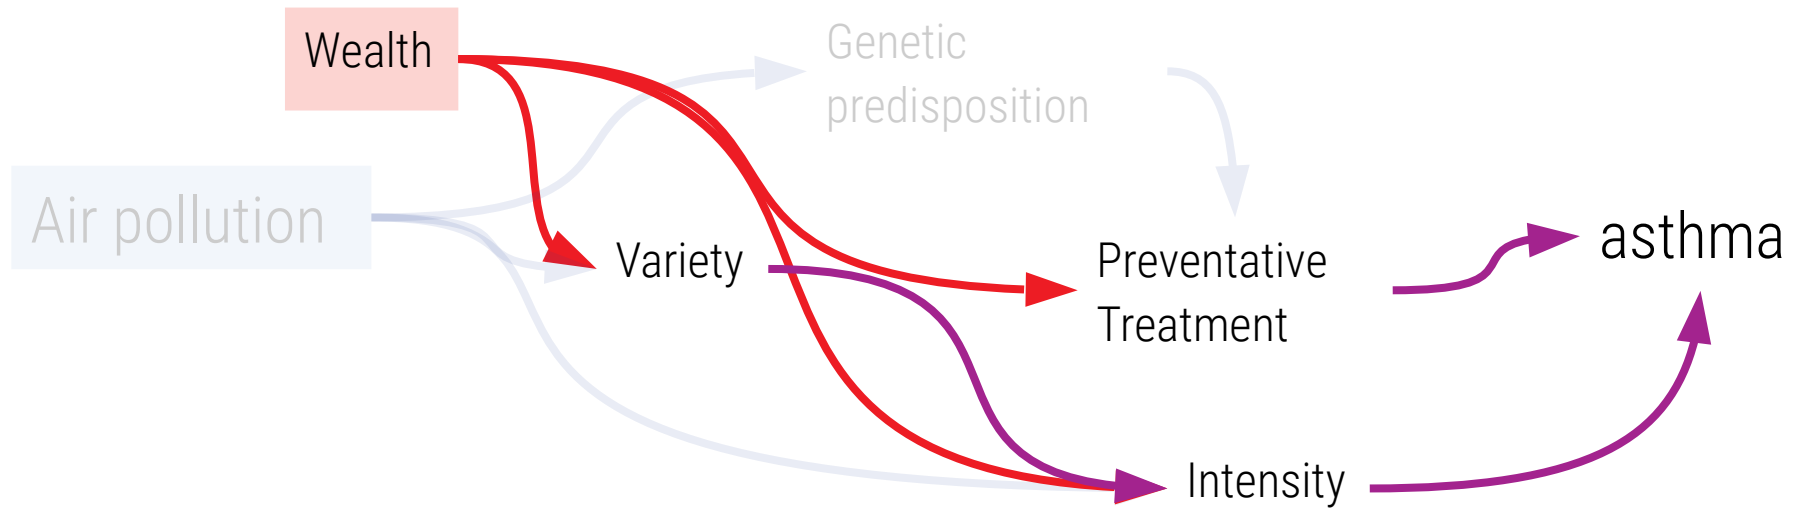 Wealth
Genetic
predisposition
Air pollution
Variety
Preventative
Treatment
asthma
Intensity